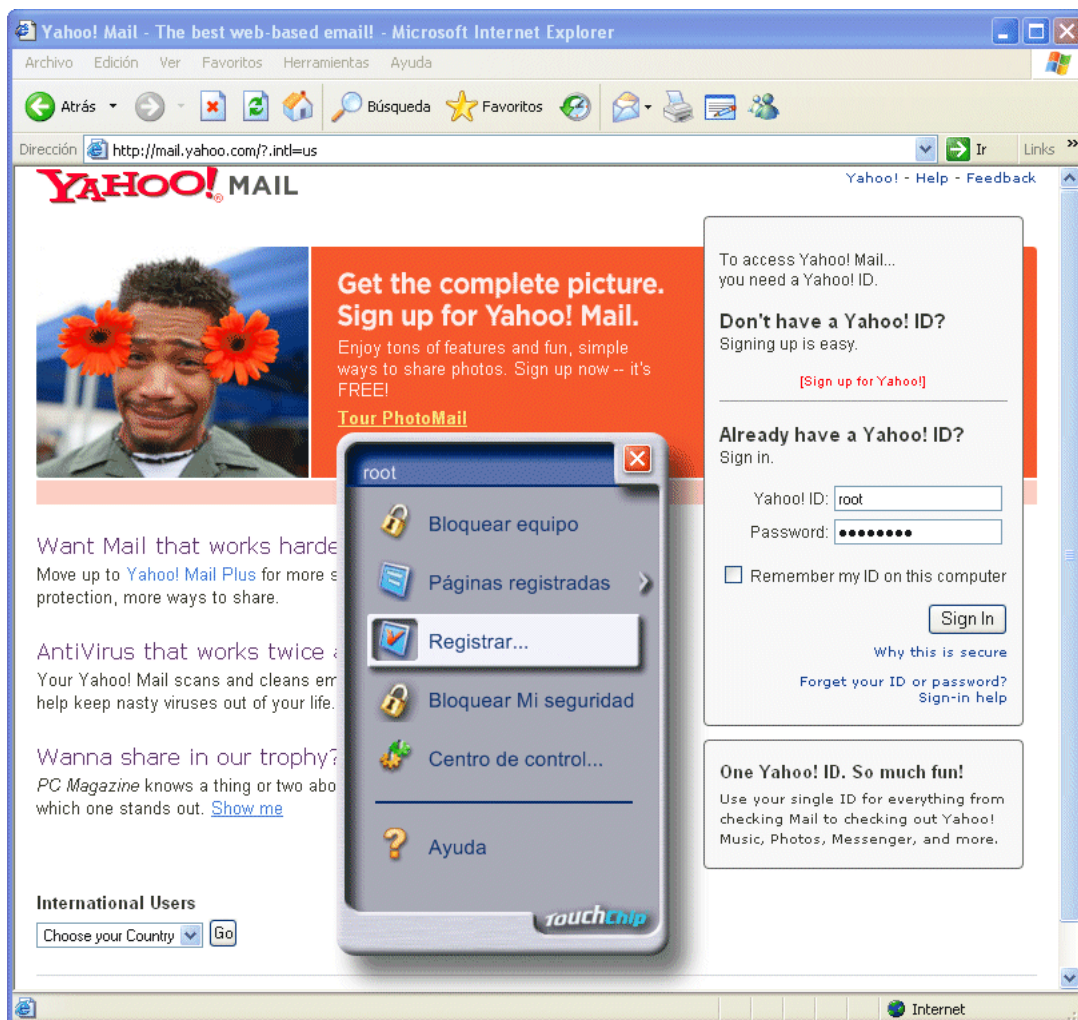 Yahoo! Mail - The best web-based email! - Microsoft Internet Explorer
Archivo Edición Ver Favoritos Herramientas Ayuda
Atrás Búsqueda Favoritos
Dirección http://mail.yahoo.com/?.intl=us Ir Links »
YAHOO! MAIL
Yahoo! - Help - Feedback
Get the complete picture.
Sign up for Yahoo! Mail.
Enjoy tons of features and fun, simple
ways to share photos. Sign up now -- it's
FREE!
Tour PhotoMail
To access Yahoo! Mail...
you need a Yahoo! ID.
Don't have a Yahoo! ID?
Signing up is easy.
[Sign up for Yahoo!]
Already have a Yahoo! ID?
Sign in.
Yahoo! ID: root
Password: ●●●●●●●●
Remember my ID on this computer
Sign In
Why this is secure
Forget your ID or password?
Sign-in help
One Yahoo! ID. So much fun!
Use your single ID for everything from
checking Mail to checking out Yahoo!
Music, Photos, Messenger, and more.
root
Bloquear equipo
Páginas registradas
Registrar...
Bloquear Mi seguridad
Centro de control...
Ayuda
TouchChip
Want Mail that works harde
Move up to Yahoo! Mail Plus for more s
protection, more ways to share.
AntiVirus that works twice a
Your Yahoo! Mail scans and cleans em
help keep nasty viruses out of your life.
Wanna share in our trophy?
PC Magazine knows a thing or two abo
which one stands out. Show me
International Users
Choose your Country Go
Internet